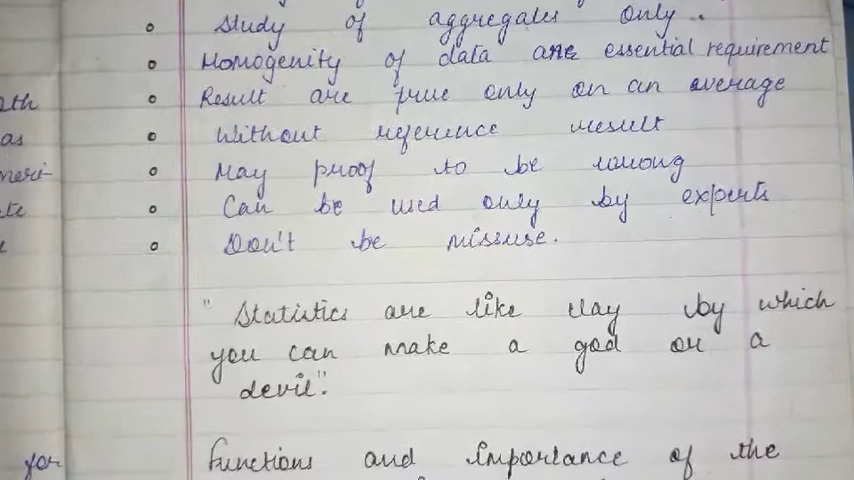 ◦ Study of aggregates only.
◦ Homogenity of data are essential requirement
◦ Result are true only on an average
◦ Without reference result
◦ May proof to be wrong
◦ Can be used only by experts
◦ Don't be missuse.
"Statistics are like clay by which
you can make a god or a
devil".
for
Functions and importance of the